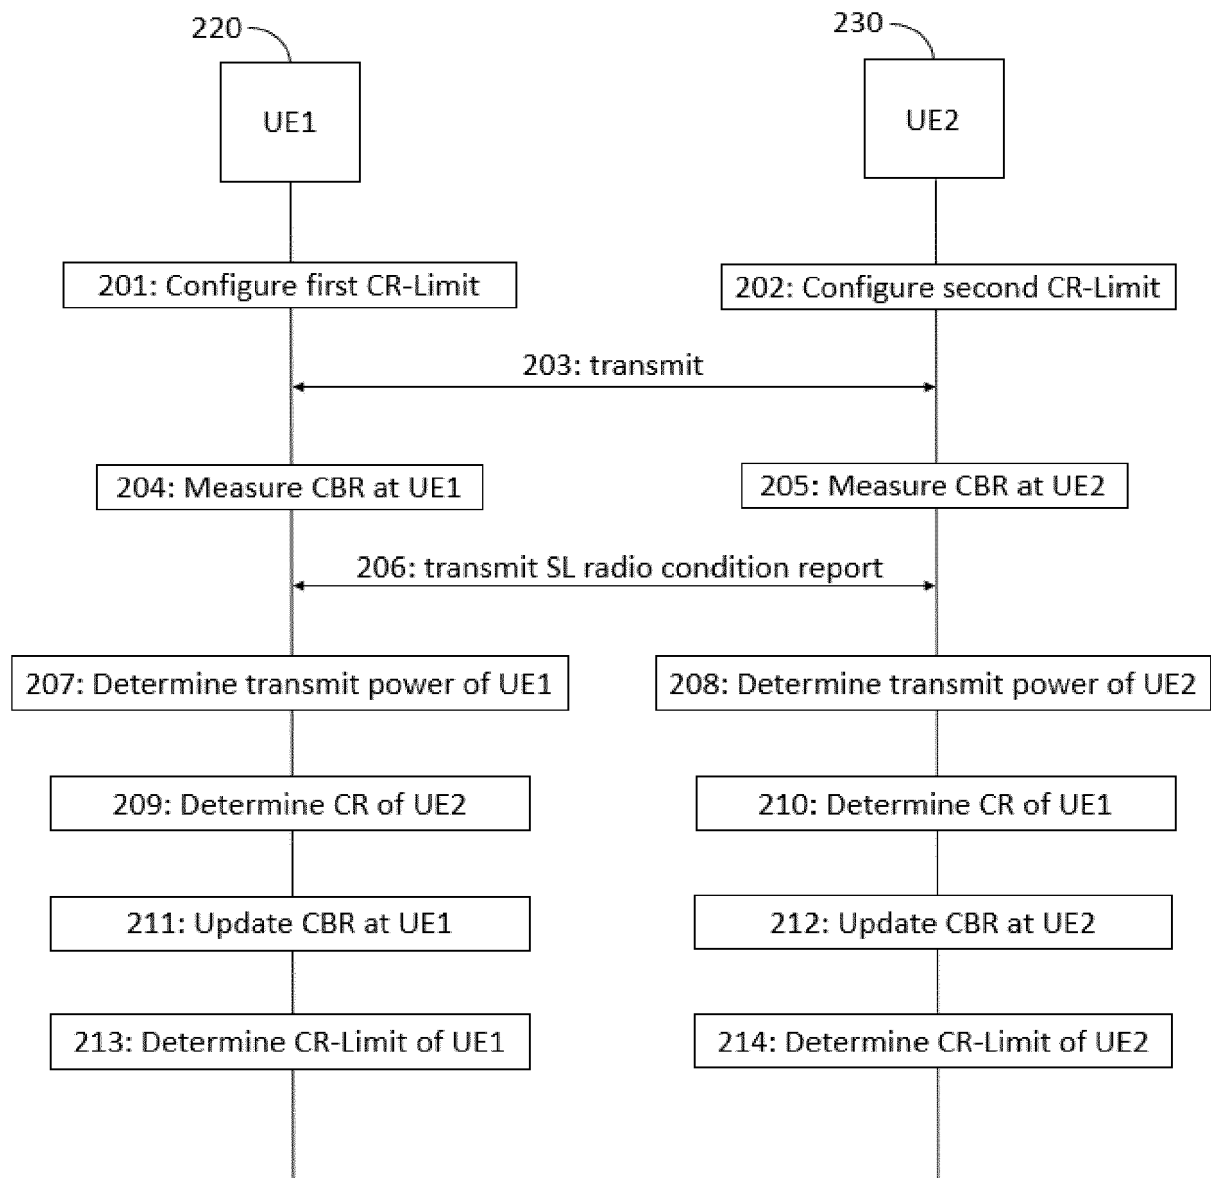 220
230
UE1
UE2
201: Configure first CR-Limit
202: Configure second CR-Limit
203: transmit
204: Measure CBR at UE1
205: Measure CBR at UE2
206: transmit SL radio condition report
207: Determine transmit power of UE1
208: Determine transmit power of UE2
209: Determine CR of UE2
210: Determine CR of UE1
211: Update CBR at UE1
212: Update CBR at UE2
213: Determine CR-Limit of UE1
214: Determine CR-Limit of UE2